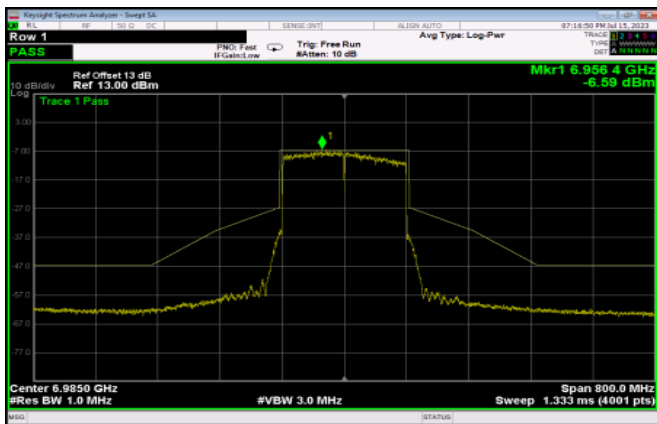 Keysight Spectrum Analyzer - Swept SA
RL RF 50 Ω DC SENSE:INT ALIGN AUTO 07:16:50 PM Jul 15, 2023
Row 1 PNO: Fast Trig: Free Run Avg Type: Log-Pwr TRACE 1 2 3 4 5 6
PASS IFGain:Low #Atten: 10 dB TYPE A WWWWW
DET A N N N N N
Ref Offset 13 dB Mkr1 6.956 4 GHz
10 dB/div Ref 13.00 dBm -6.59 dBm
Log
Trace 1 Pass
3.00
1
-7.00
-17.0
-27.0
-37.0
-47.0
-57.0
-67.0
-77.0
Center 6.9850 GHz Span 800.0 MHz
#Res BW 1.0 MHz #VBW 3.0 MHz Sweep 1.333 ms (4001 pts)
MSG STATUS